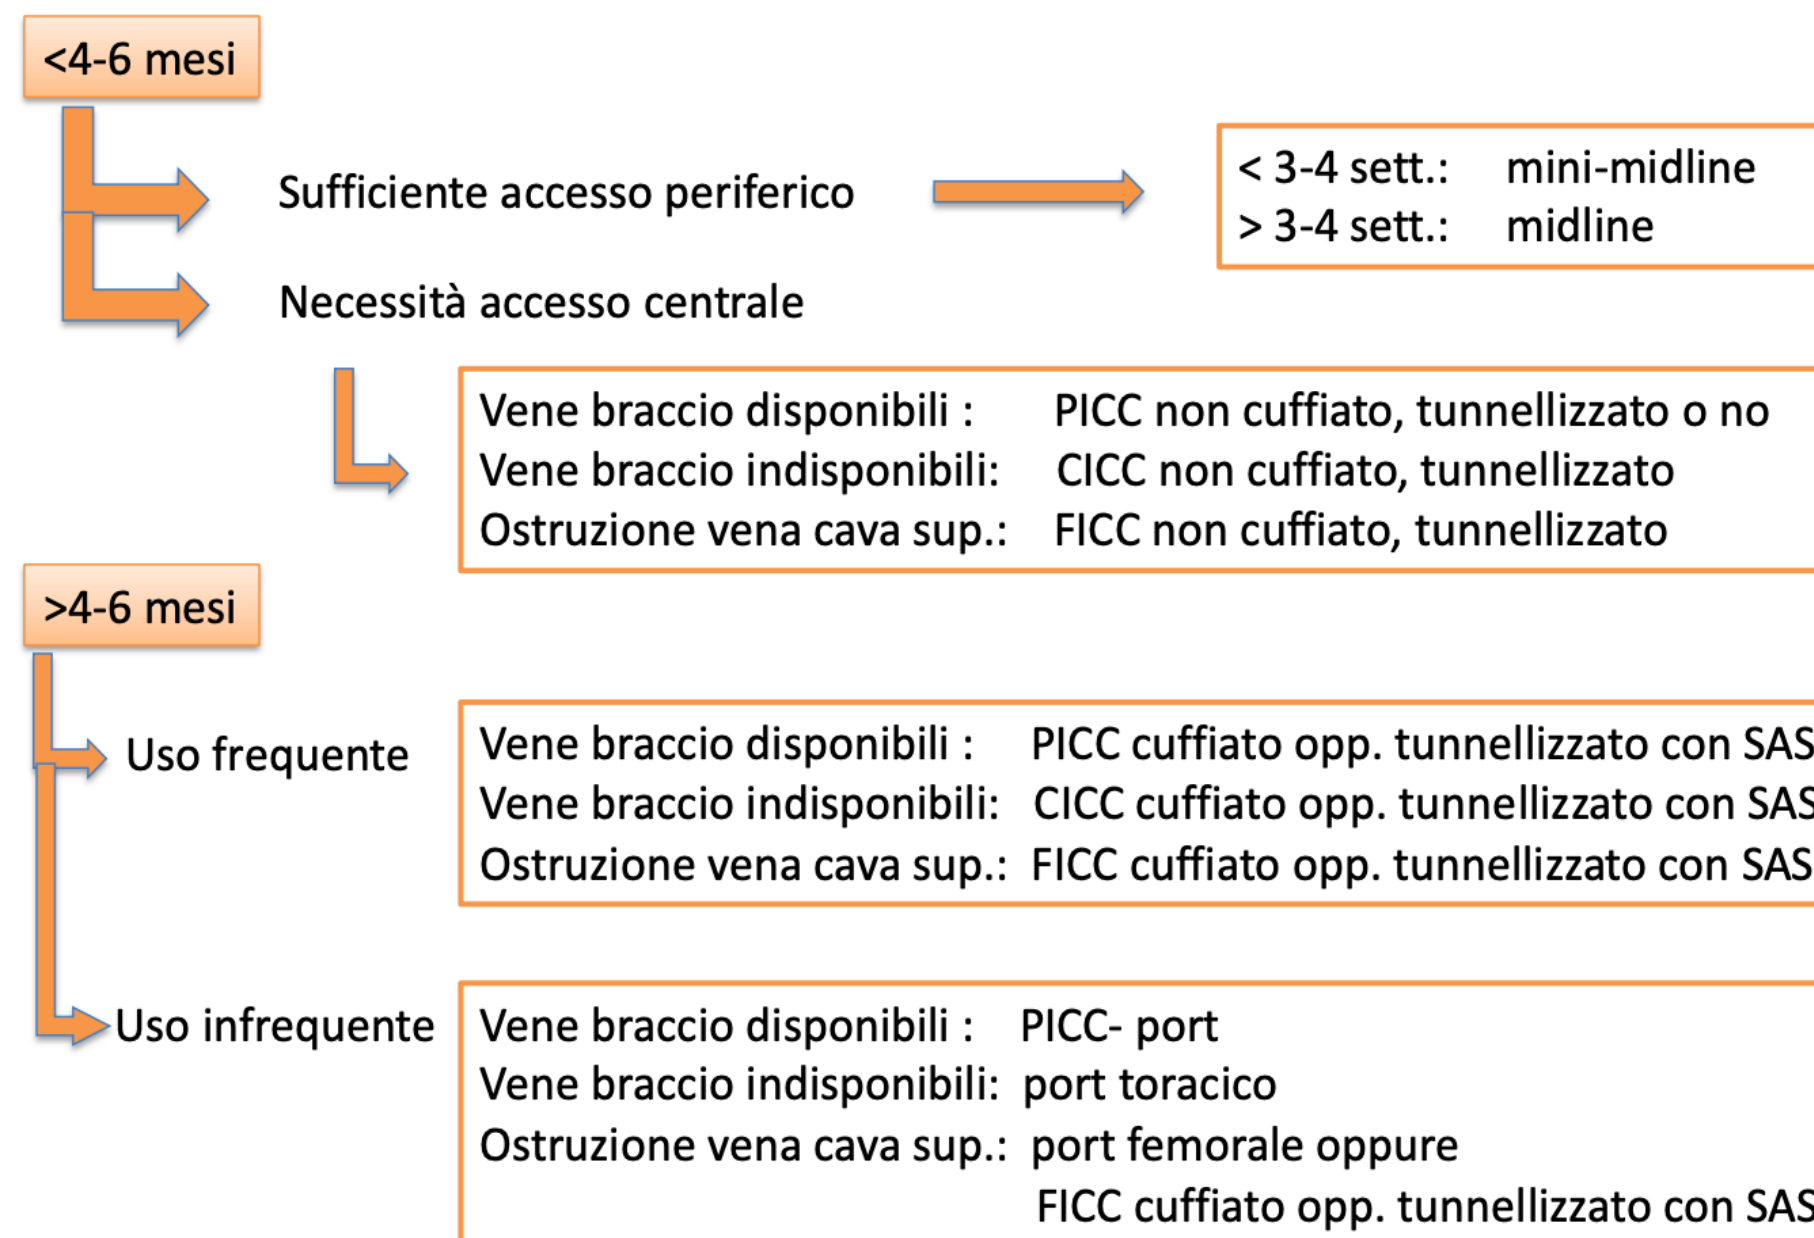 <4-6 mesi
Sufficiente accesso periferico
< 3-4 sett.: mini-midline
> 3-4 sett.: midline
Necessità accesso centrale
Vene braccio disponibili : PICC non cuffiato, tunnellizzato o no
Vene braccio indisponibili: CICC non cuffiato, tunnellizzato
Ostruzione vena cava sup.: FICC non cuffiato, tunnellizzato
>4-6 mesi
Uso frequente
Vene braccio disponibili : PICC cuffiato opp. tunnellizzato con SAS
Vene braccio indisponibili: CICC cuffiato opp. tunnellizzato con SAS
Ostruzione vena cava sup.: FICC cuffiato opp. tunnellizzato con SAS
Uso infrequente
Vene braccio disponibili : PICC- port
Vene braccio indisponibili: port toracico
Ostruzione vena cava sup.: port femorale oppure
FICC cuffiato opp. tunnellizzato con SAS